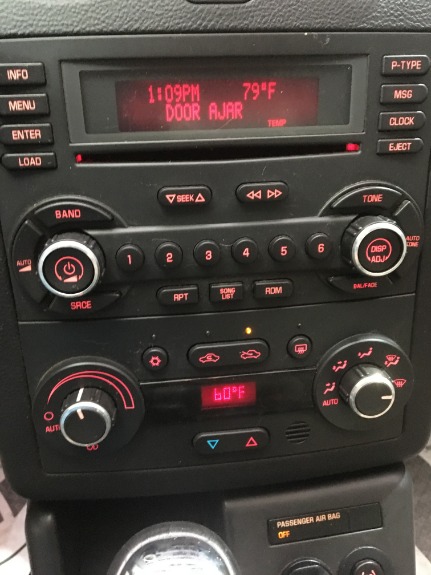 INFO
MENU
ENTER
LOAD
1:09PM 79°F
DOOR AJAR
TEMP
P-TYPE
MSG
CLOCK
EJECT
SEEK
BAND
AUTO
SRCE
1 2 3 4 5 6
TONE
AUTO TONE
DISP
ADJ
BAL/FADE
RPT
SONG
LIST
RDM
60°F
AUTO
AUTO
PASSENGER AIR BAG
OFF